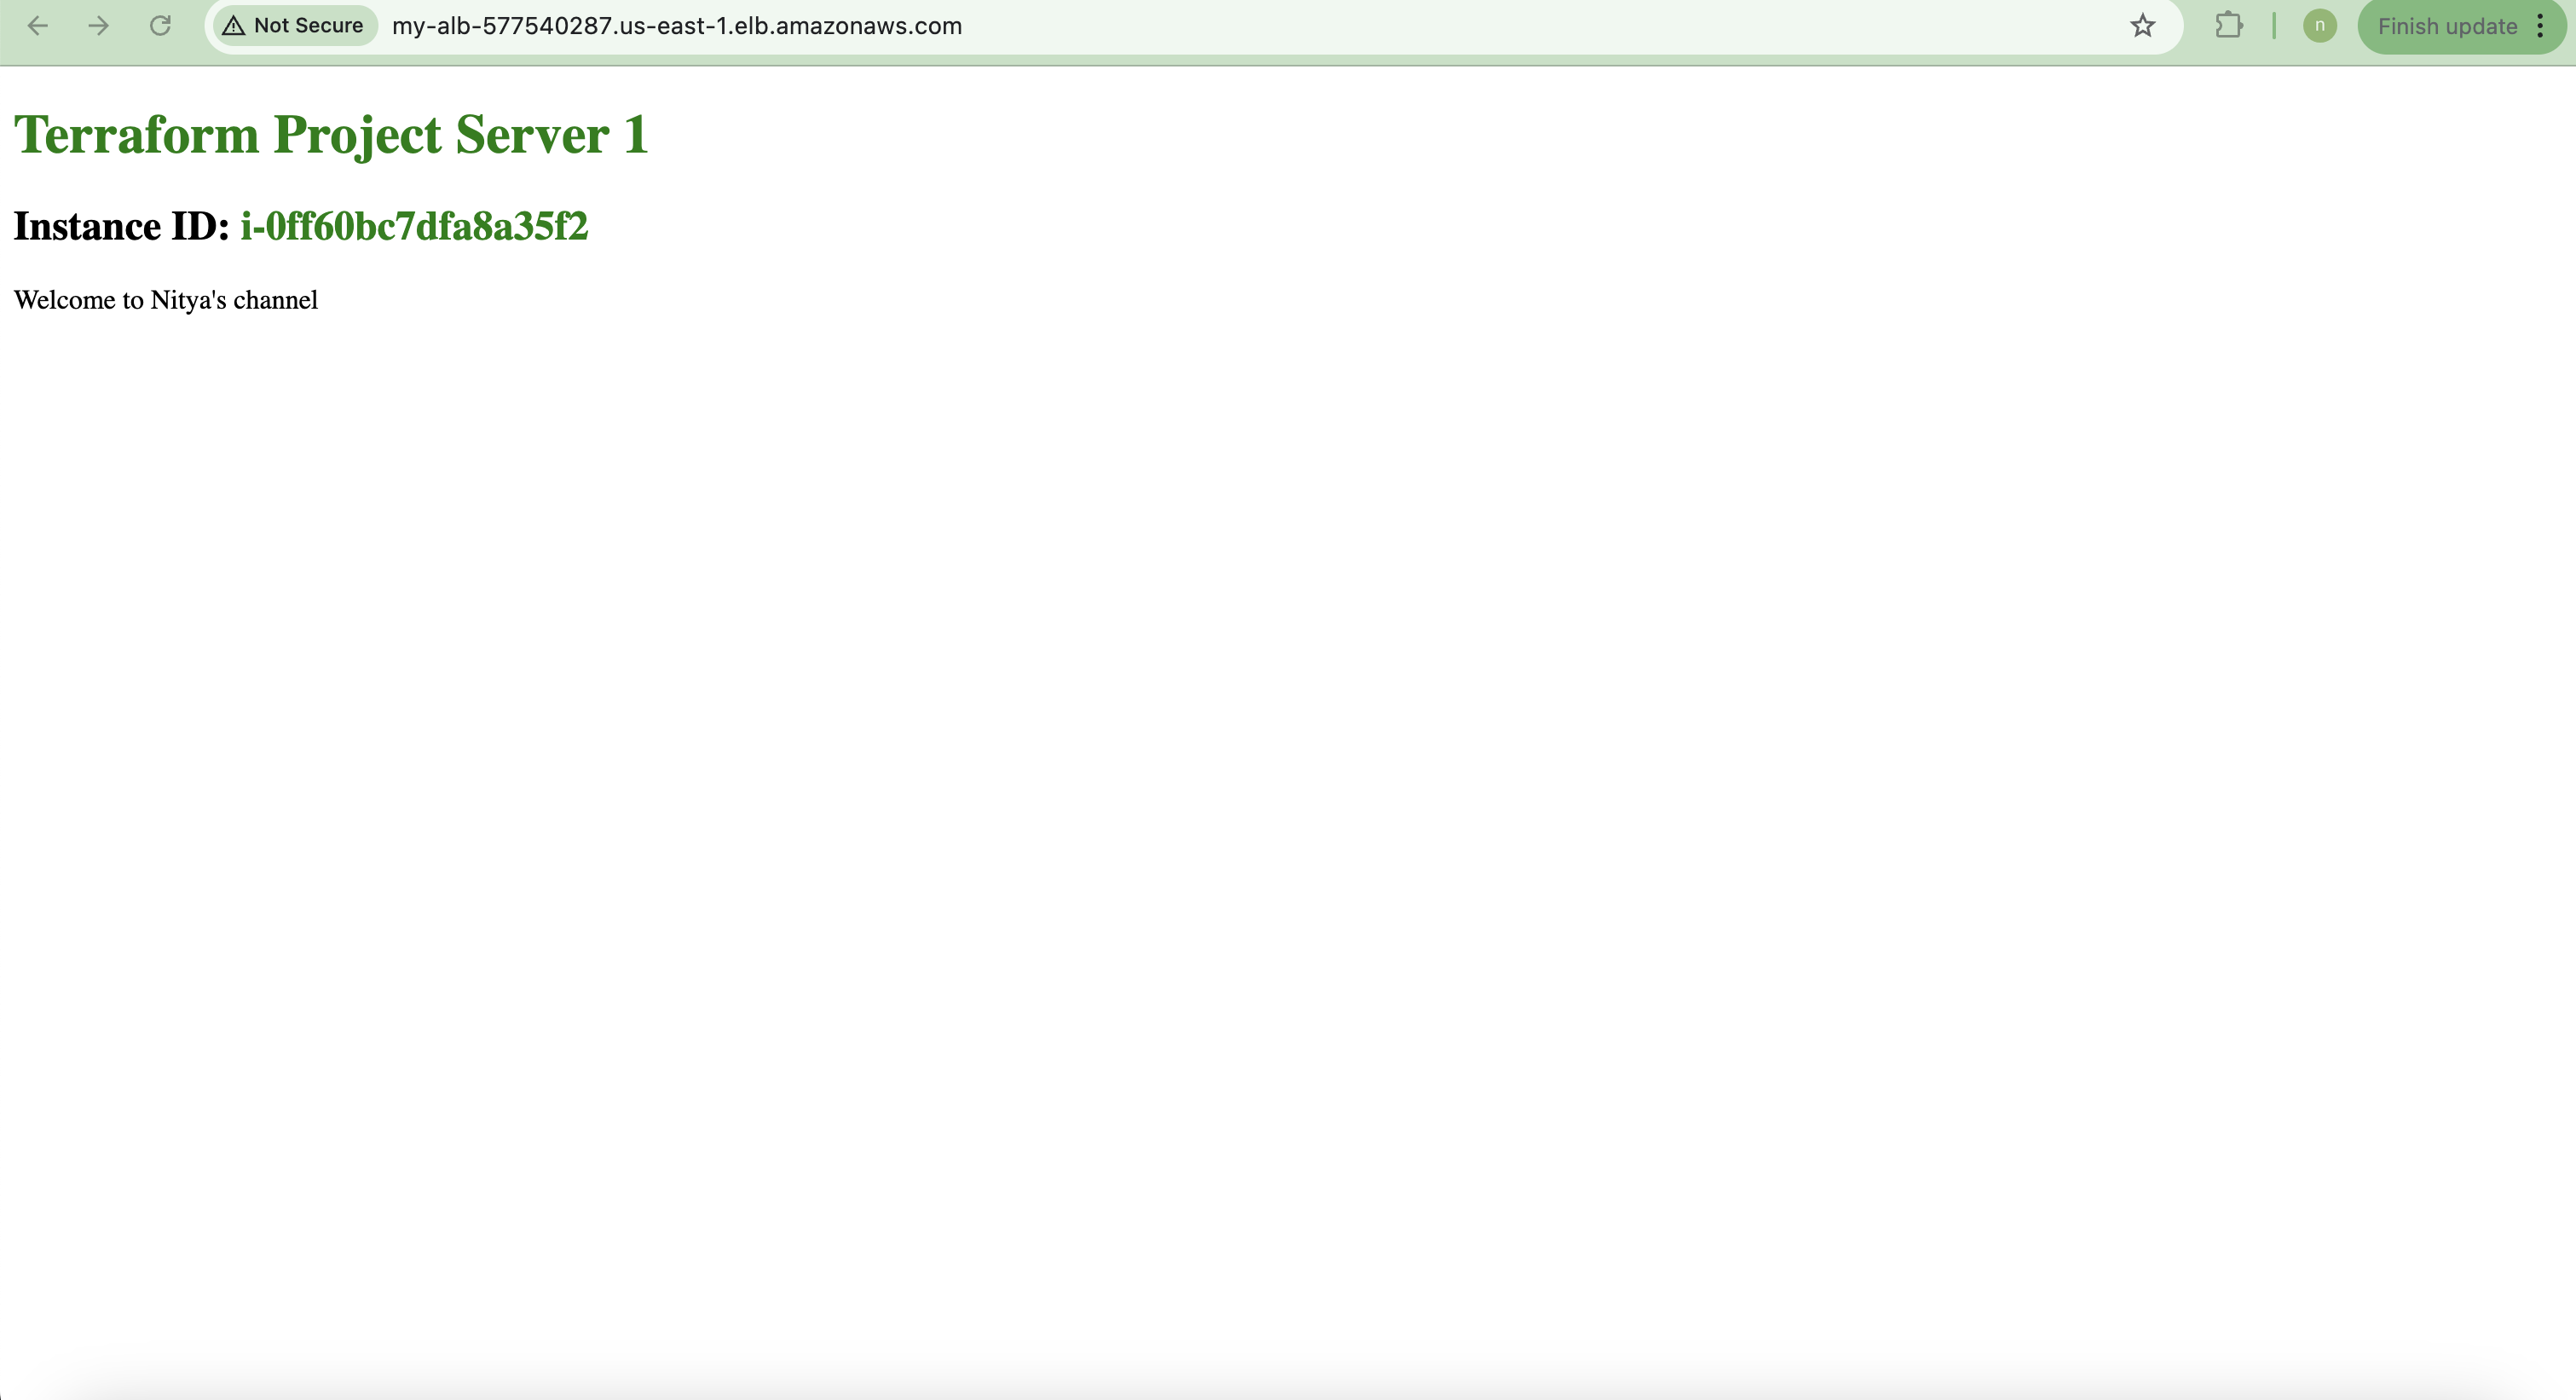 Not Secure my-alb-577540287.us-east-1.elb.amazonaws.com n Finish update
Terraform Project Server 1
Instance ID: i-0ff60bc7dfa8a35f2
Welcome to Nitya's channel